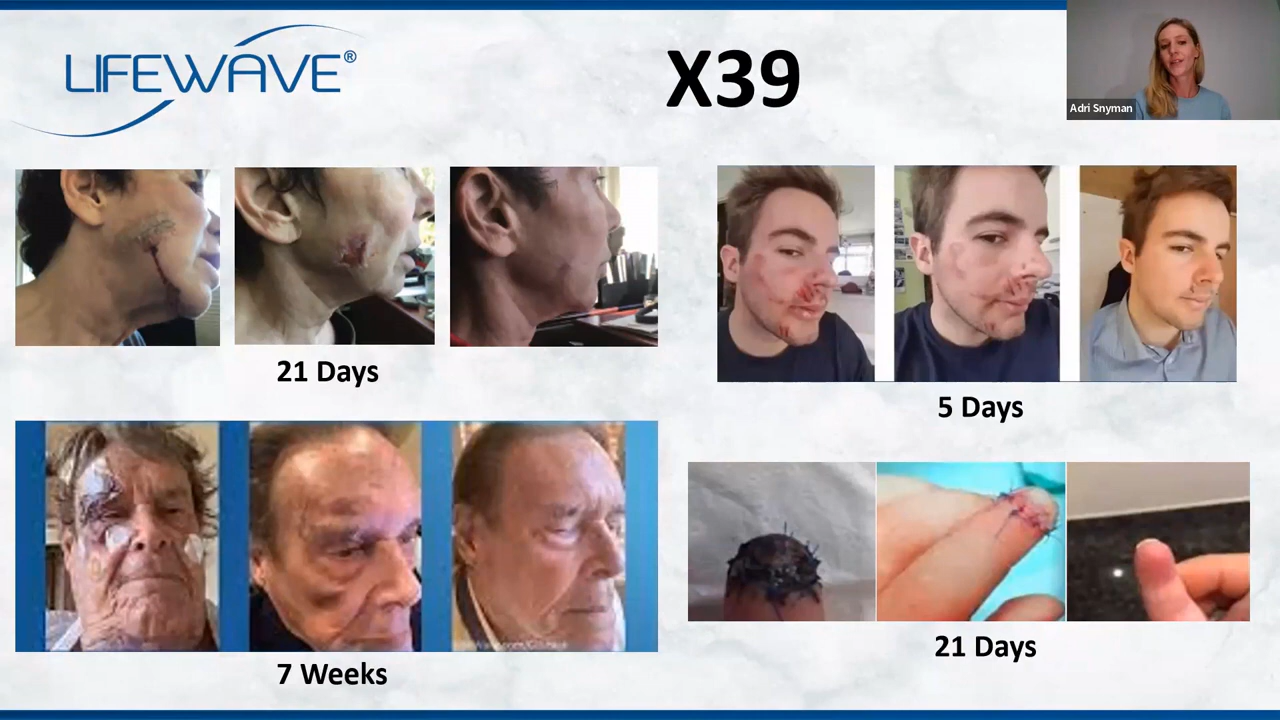 LIFEWAVE®
X39
Adri Snyman
21 Days
5 Days
7 Weeks
21 Days